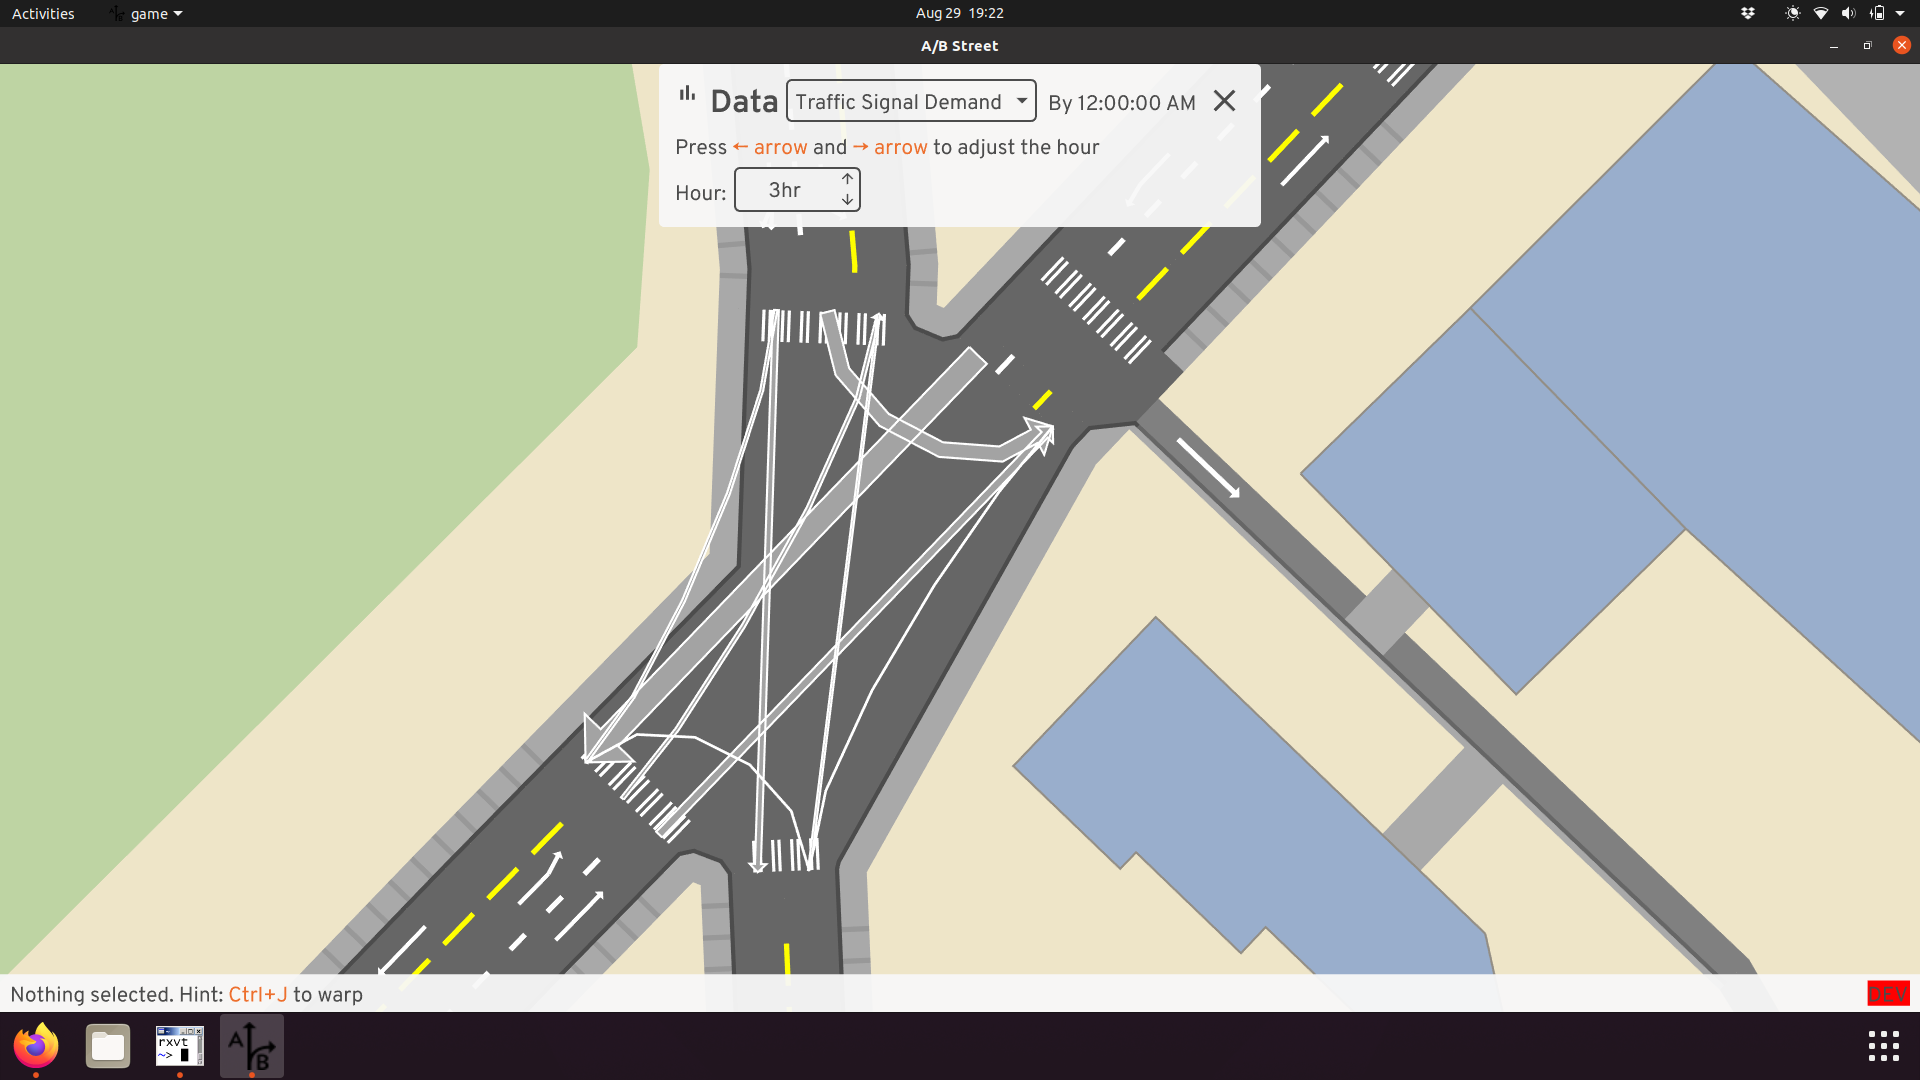 Activities game Aug 29 19:22
A/B Street
Data Traffic Signal Demand By 12:00:00 AM
Press ← arrow and → arrow to adjust the hour
Hour: 3hr
Nothing selected. Hint: Ctrl+J to warp DEV
rxvt
~>
A B